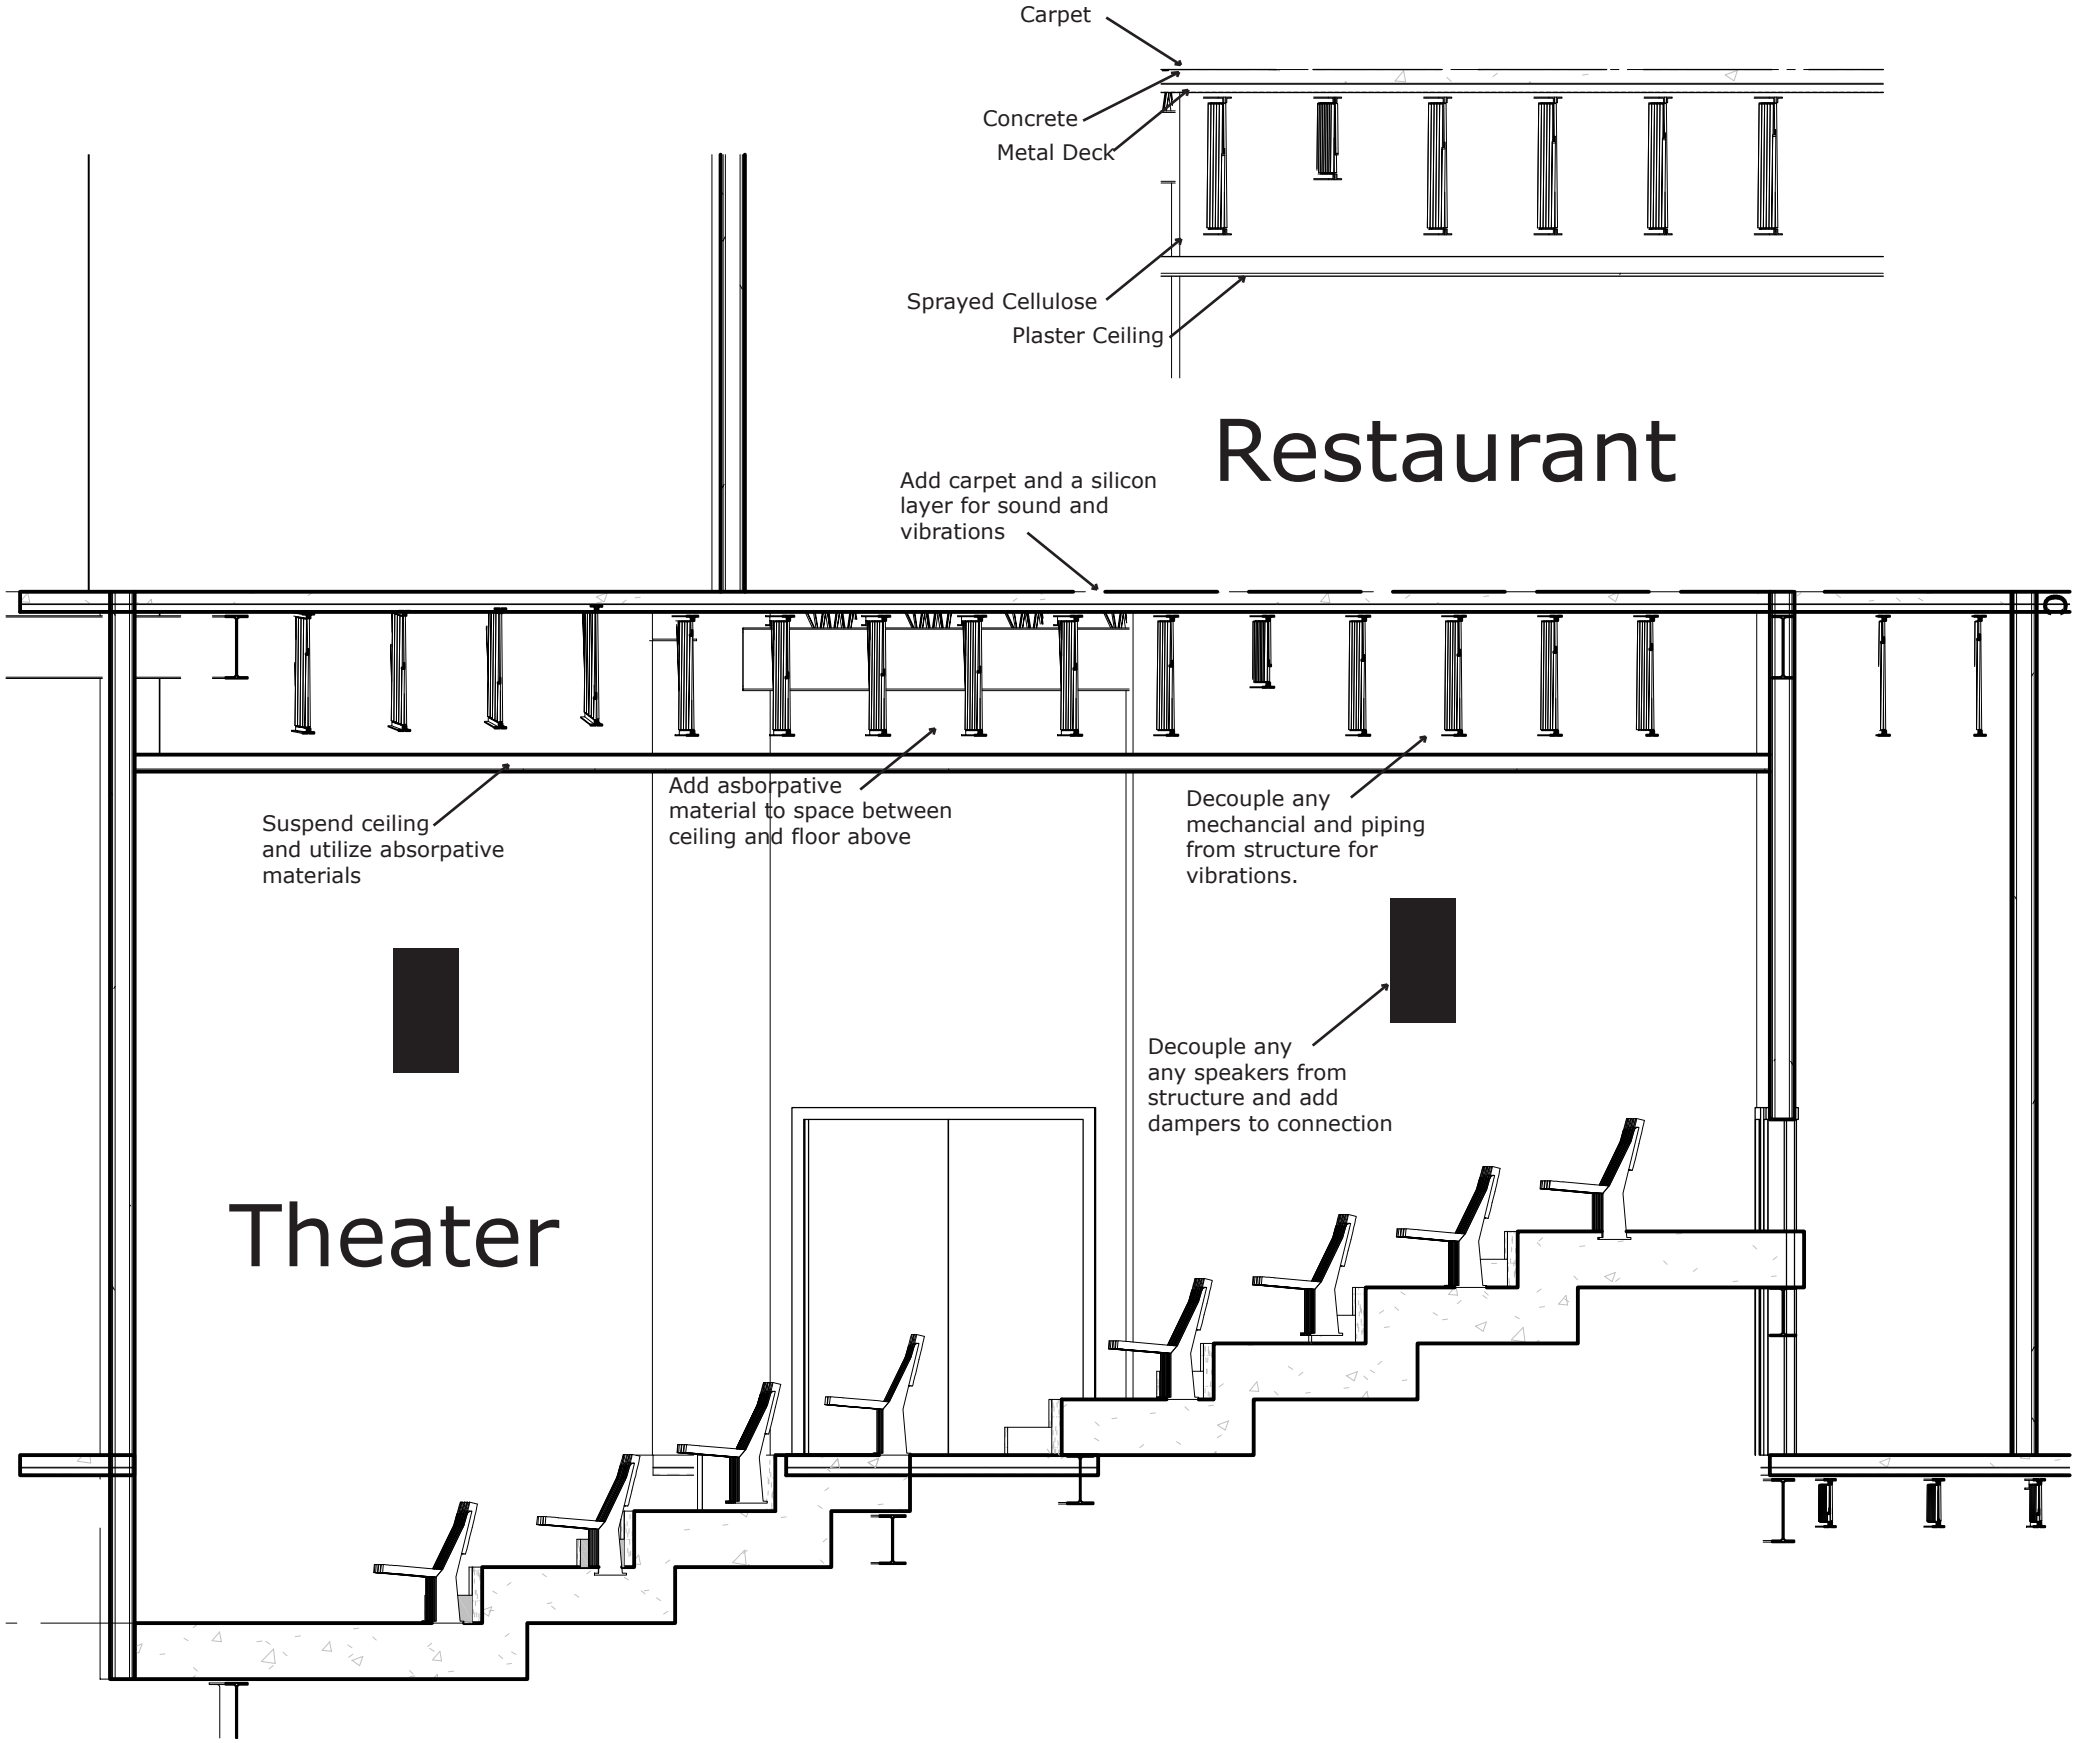 Carpet
Concrete
Metal Deck
Sprayed Cellulose
Plaster Ceiling
Restaurant
Add carpet and a silicon
layer for sound and
vibrations
C
Suspend ceiling
and utilize absorpative
materials
Add asborpative
material to space between
ceiling and floor above
Decouple any
mechancial and piping
from structure for
vibrations.
Decouple any
any speakers from
structure and add
dampers to connection
Theater